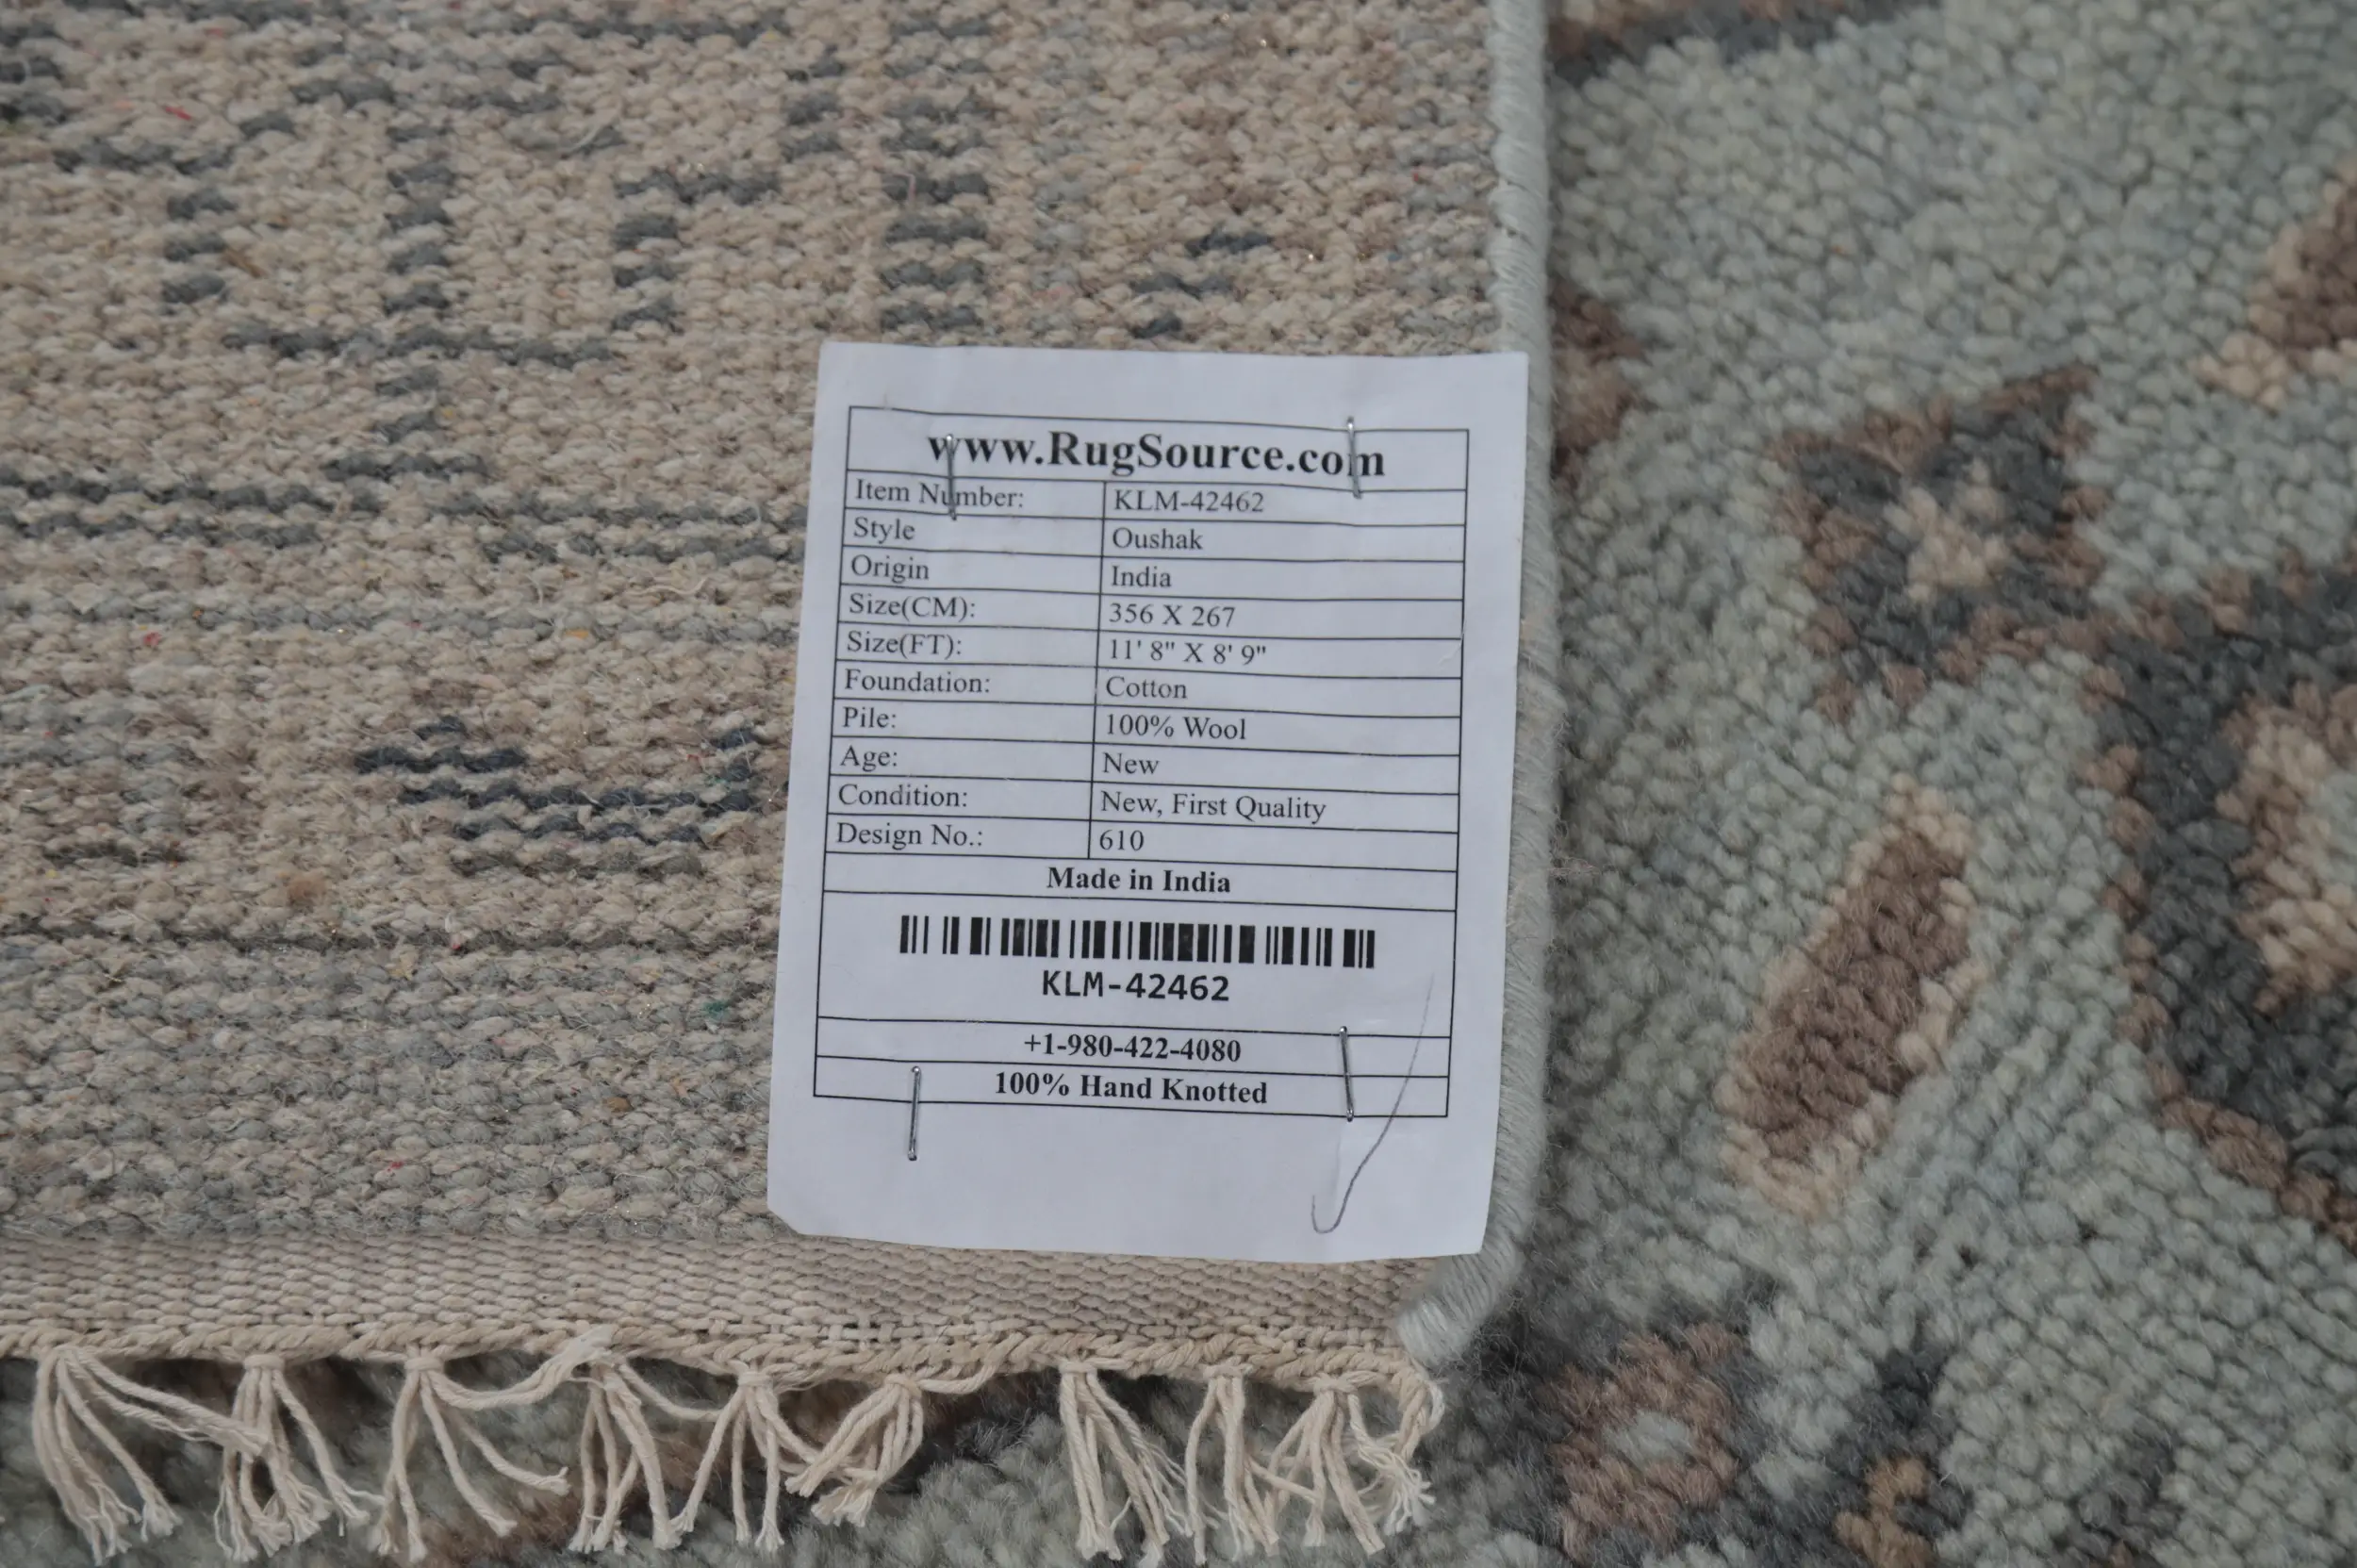 www.RugSource.com
Item Number: KLM-42462
Style Oushak
Origin India
Size(CM): 356 X 267
Size(FT): 11' 8" X 8' 9"
Foundation: Cotton
Pile: 100% Wool
Age: New
Condition: New, First Quality
Design No.: 610
Made in India
KLM-42462
+1-980-422-4080
100% Hand Knotted